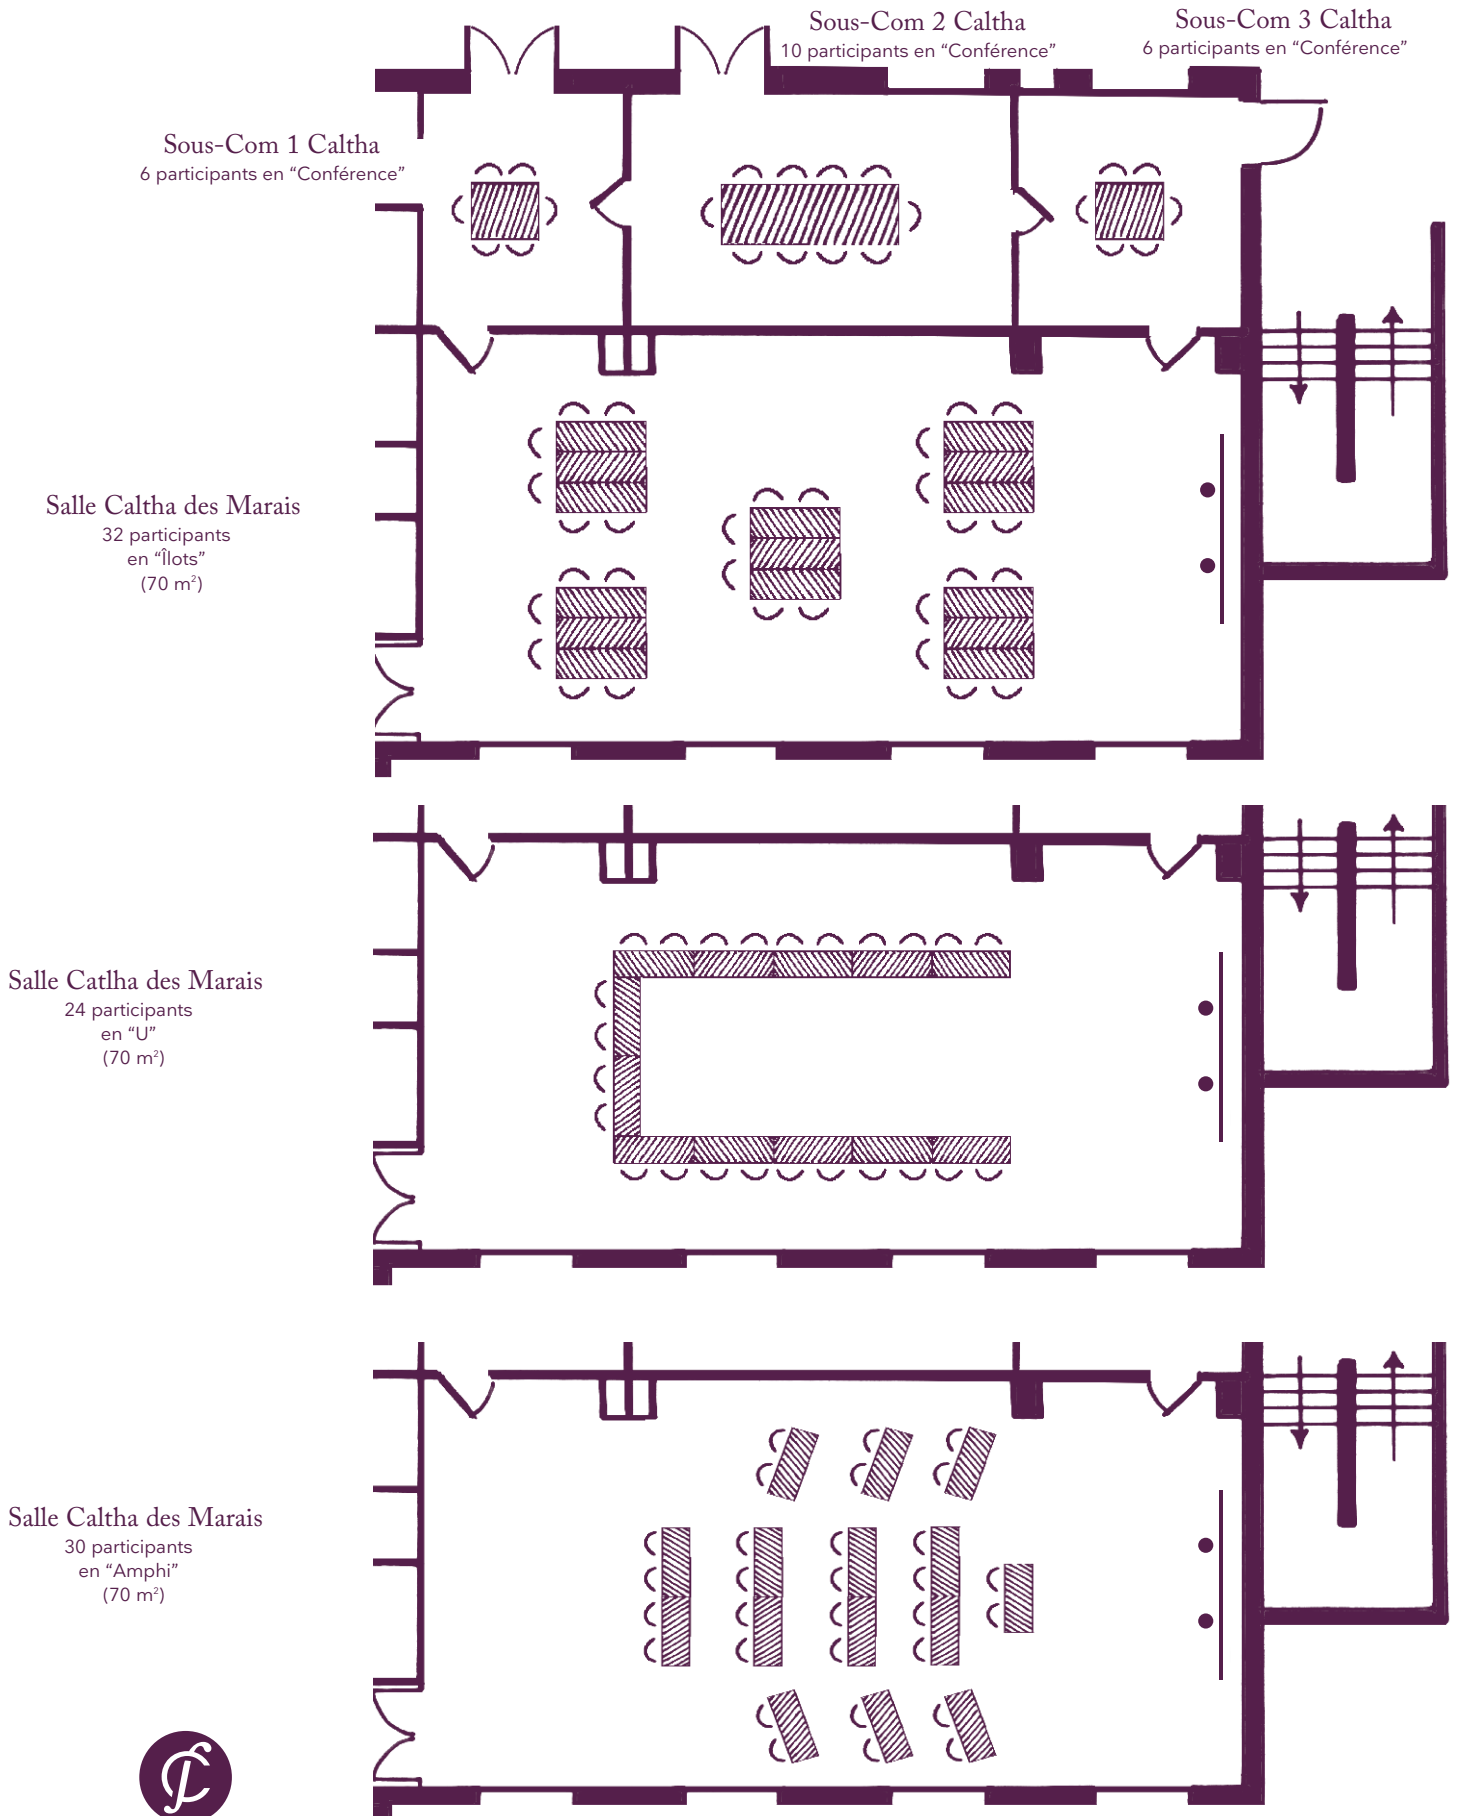 Sous-Com 2 Caltha
10 participants en “Conférence”
Sous-Com 3 Caltha
6 participants en “Conférence”
Sous-Com 1 Caltha
6 participants en “Conférence”
Salle Caltha des Marais
32 participants
en “Îlots”
(70 m²)
Salle Catlha des Marais
24 participants
en “U”
(70 m²)
Salle Caltha des Marais
30 participants
en “Amphi”
(70 m²)